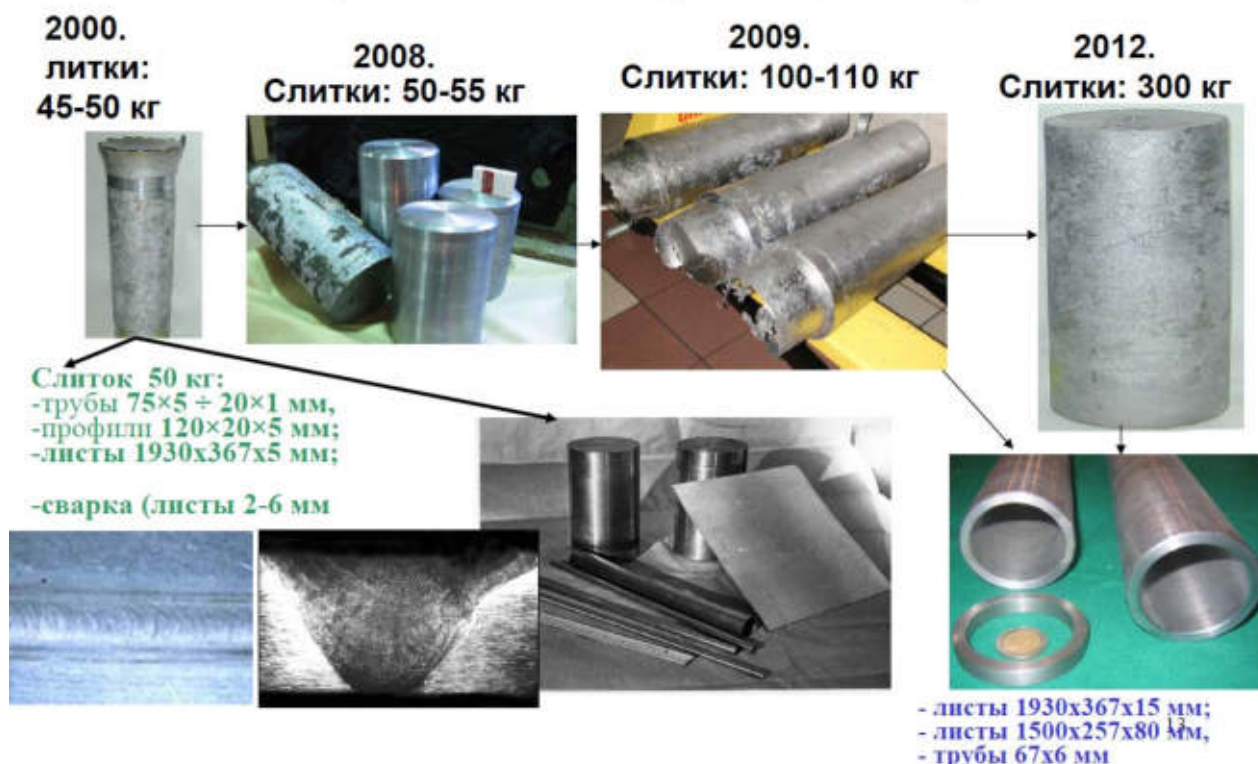 2000.
литки:
45-50 кг
2008.
Слитки: 50-55 кг
2009.
Слитки: 100-110 кг
2012.
Слитки: 300 кг
Слиток 50 кг:
-трубы 75×5 ÷ 20×1 мм,
-профили 120×20×5 мм;
-листы 1930х367х5 мм;
-сварка (листы 2-6 мм
- листы 1930х367х15 мм;
- листы 1500х257х80 мм,
- трубы 67х6 мм
13